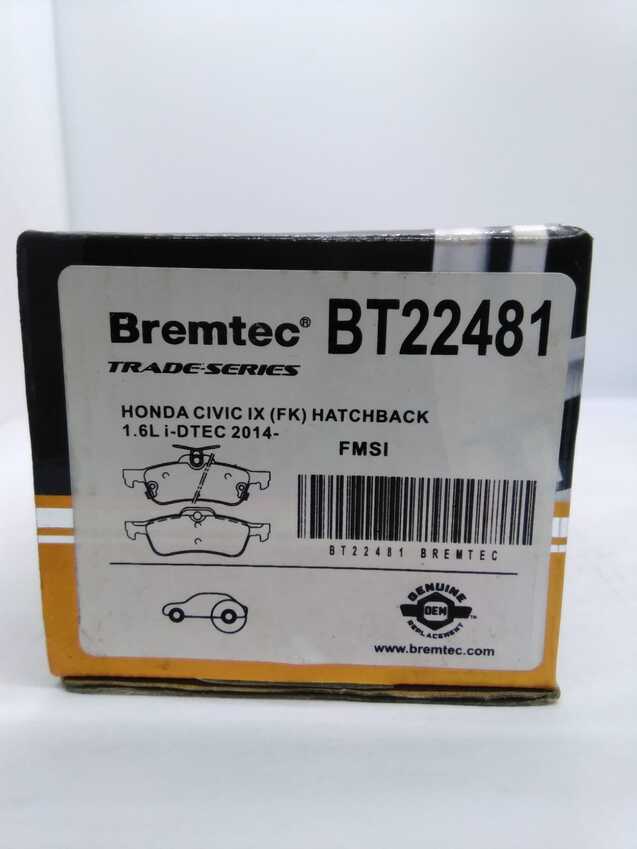 Bremtec® BT22481
TRADE-SERIES
HONDA CIVIC IX (FK) HATCHBACK
1.6L i-DTEC 2014-
FMSI
BT22481 BREMTEC
GENUINE
OEM
REPLACEMENT
™
www.bremtec.com